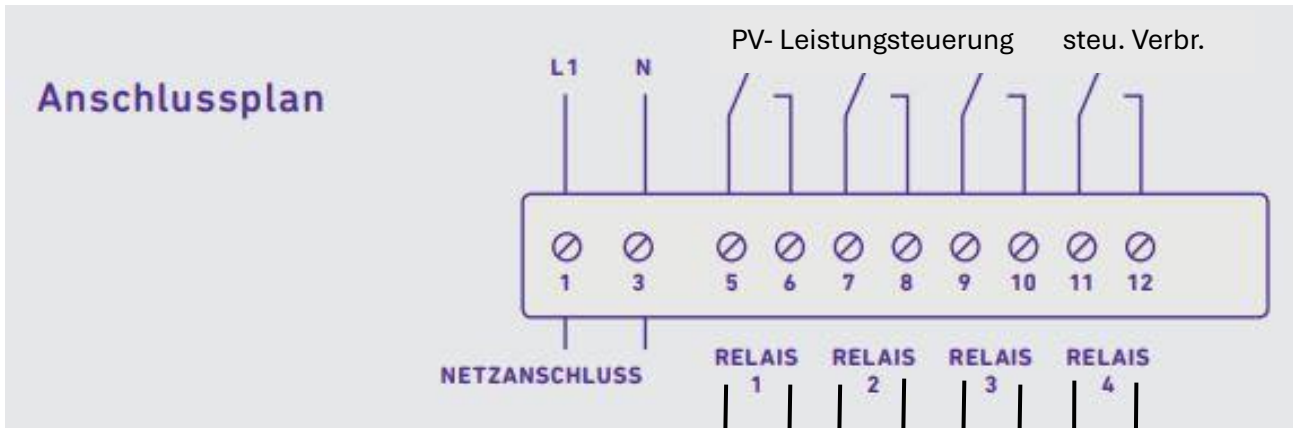 PV- Leistungsteuerung steu. Verbr.
L1 N
Anschlussplan
1 3 5 6 7 8 9 10 11 12
NETZANSCHLUSS
RELAIS 1
RELAIS 2
RELAIS 3
RELAIS 4